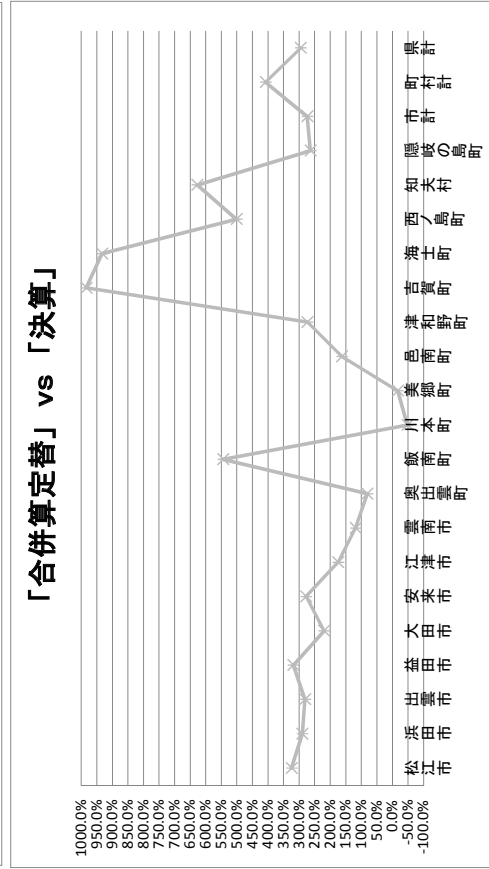 「合併算定替」 vs 「決算」
1000.0%
950.0%
900.0%
850.0%
800.0%
750.0%
700.0%
650.0%
600.0%
550.0%
500.0%
450.0%
400.0%
350.0%
300.0%
250.0%
200.0%
150.0%
100.0%
50.0%
0.0%
-50.0%
-100.0%
松江市
浜田市
出雲市
益田市
大田市
安来市
江津市
雲南市
奥出雲町
飯南町
川本町
美郷町
邑南町
津和野町
吉賀町
海士町
西ノ島町
知夫村
隠岐の島町
市計
町村計
県計